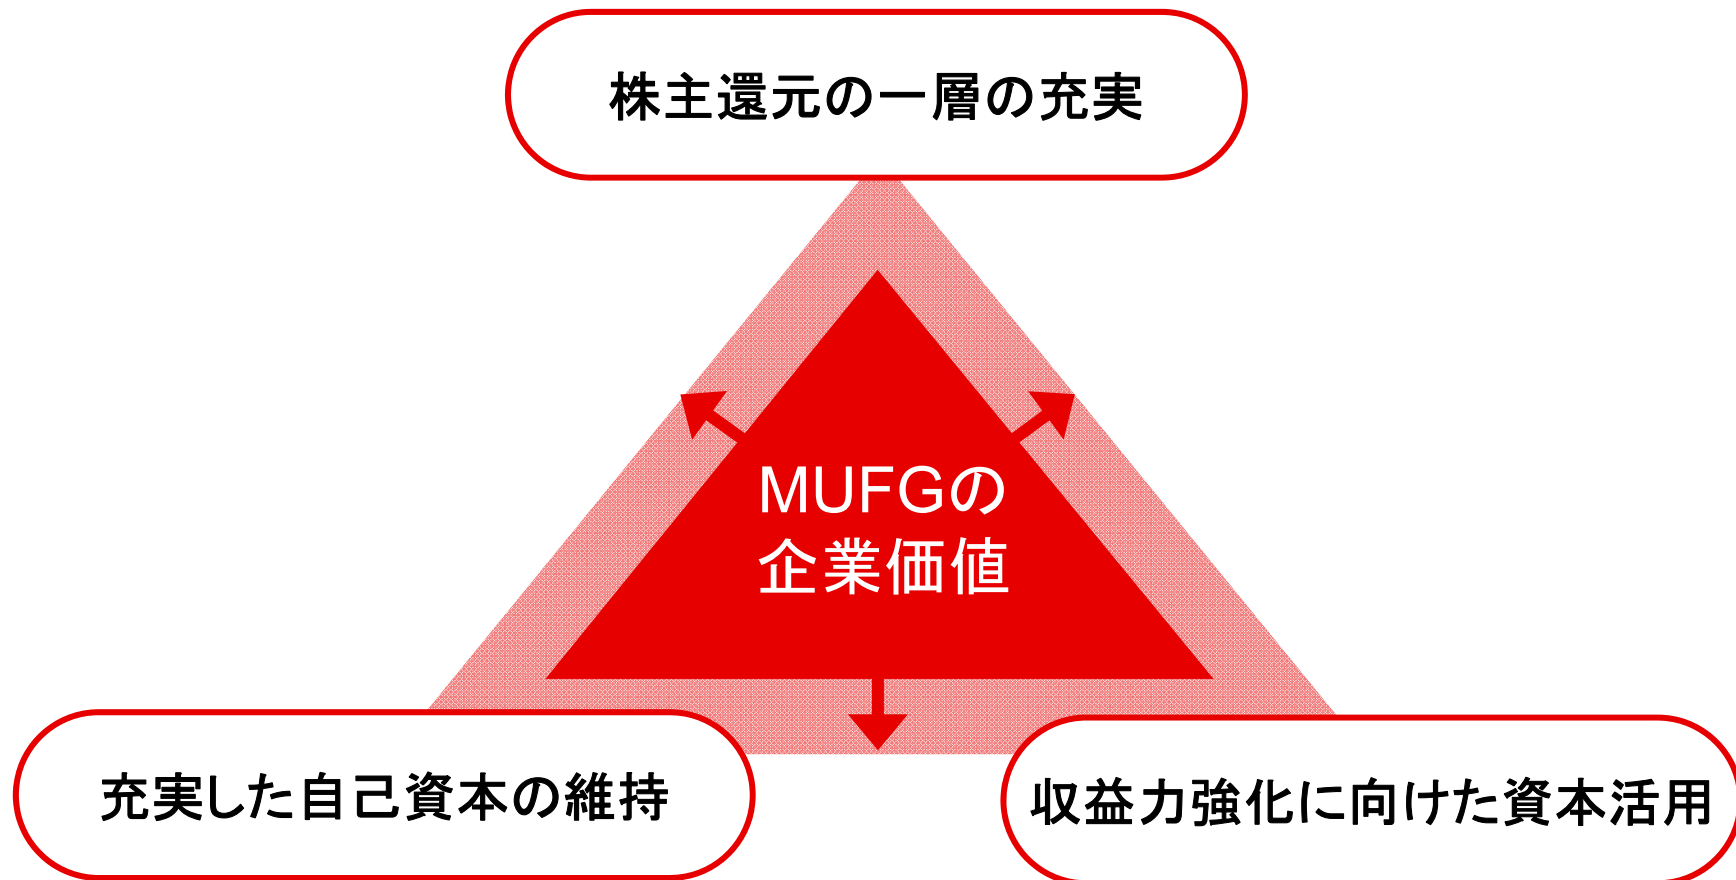 株主還元の一層の充実
MUFGの
企業価値
充実した自己資本の維持
収益力強化に向けた資本活用